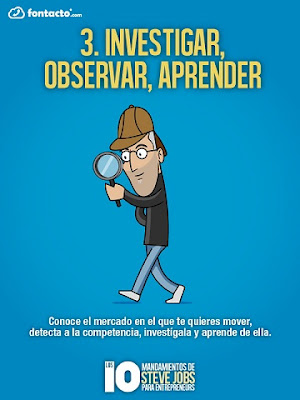 fontacto.com
3. INVESTIGAR,
OBSERVAR, APRENDER
Conoce el mercado en el que te quieres mover,
detecta a la competencia, investígala y aprende de ella.
LOS
10
MANDAMIENTOS DE
STEVE JOBS
PARA ENTREPRENEURS